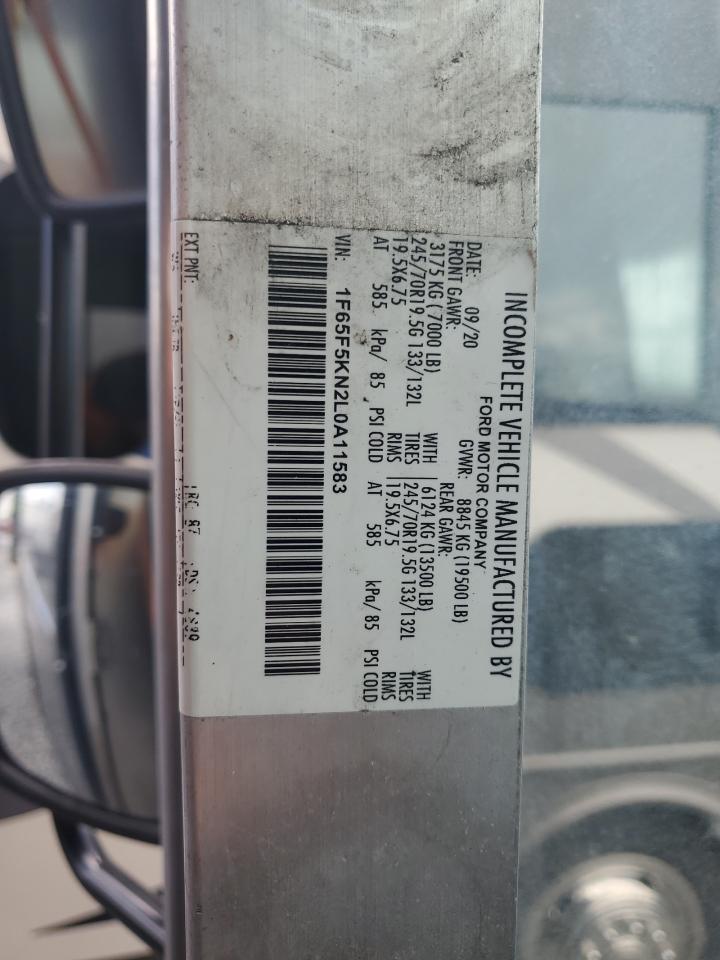 INCOMPLETE VEHICLE MANUFACTURED BY
FORD MOTOR COMPANY
DATE: 09/20 GVWR: 8845 KG (19500 LB)
FRONT GAWR: REAR GAWR:
3175 KG ( 7000 LB) WITH 6124 KG (13500 LB) WITH
245/70R19.5G 133/132L TIRES 245/70R19.5G 133/132L TIRES
19.5X6.75 RIMS 19.5X6.75 RIMS
AT 585 kPa/ 85 PSI COLD AT 585 kPa/ 85 PSI COLD
VIN: 1F65F5KN2L0A11583
EXT PNT: